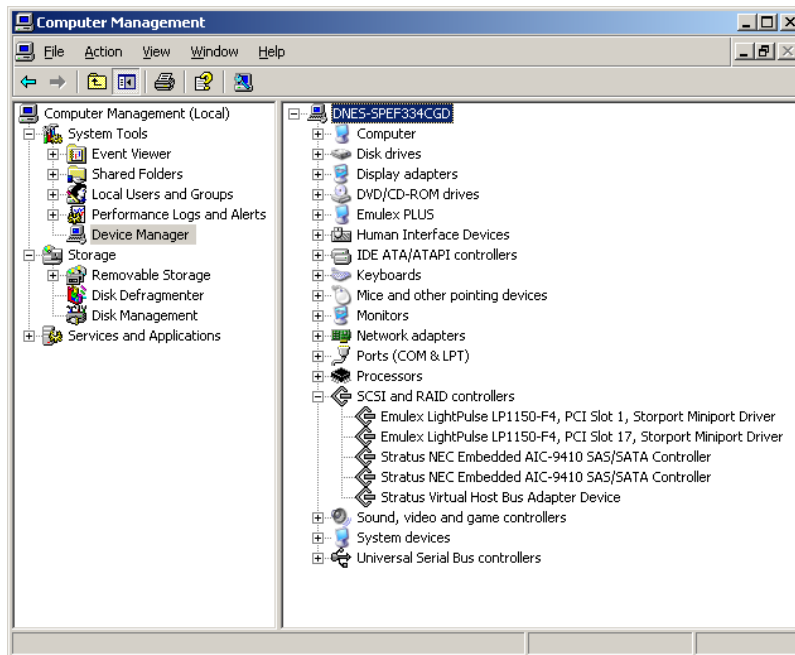 Computer Management
File Action View Window Help
Computer Management (Local)
System Tools
Event Viewer
Shared Folders
Local Users and Groups
Performance Logs and Alerts
Device Manager
Storage
Removable Storage
Disk Defragmenter
Disk Management
Services and Applications
DNES-SPEF334CGD
Computer
Disk drives
Display adapters
DVD/CD-ROM drives
Emulex PLUS
Human Interface Devices
IDE ATA/ATAPI controllers
Keyboards
Mice and other pointing devices
Monitors
Network adapters
Ports (COM & LPT)
Processors
SCSI and RAID controllers
Emulex LightPulse LP1150-F4, PCI Slot 1, Storport Miniport Driver
Emulex LightPulse LP1150-F4, PCI Slot 17, Storport Miniport Driver
Stratus NEC Embedded AIC-9410 SAS/SATA Controller
Stratus NEC Embedded AIC-9410 SAS/SATA Controller
Stratus Virtual Host Bus Adapter Device
Sound, video and game controllers
System devices
Universal Serial Bus controllers